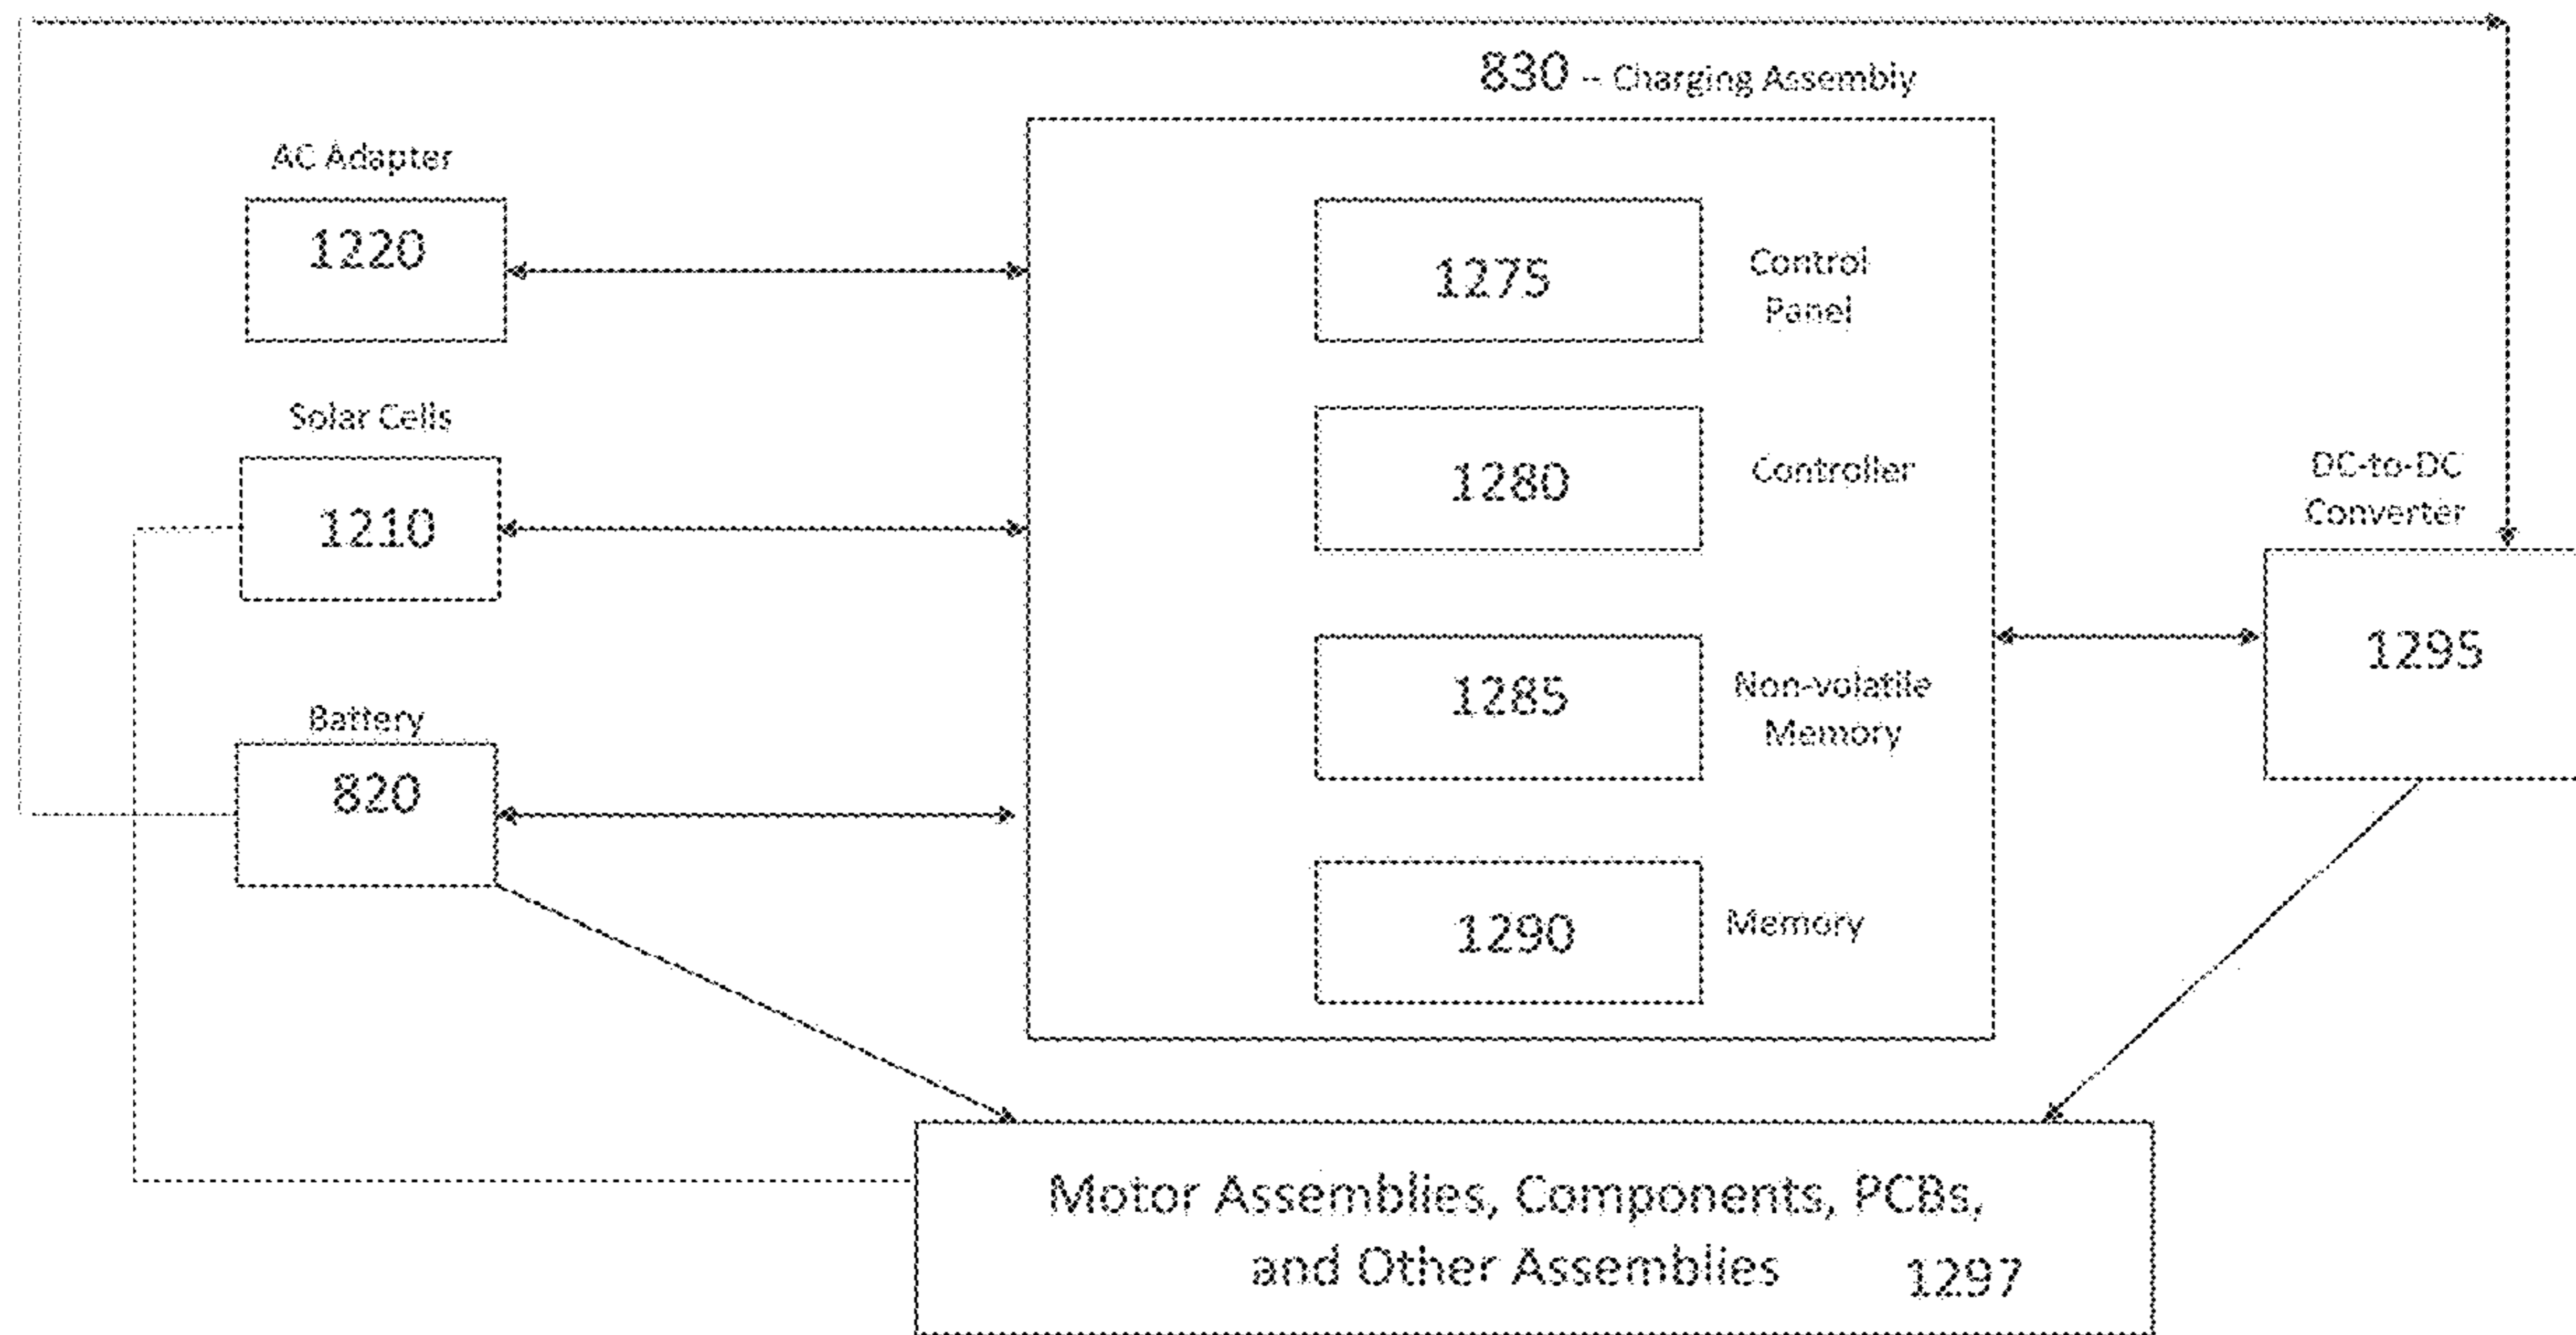 830 -- Charging Assembly
AC Adapter
1220
1275
Control
Panel
Solar Cells
1210
1280
Controller
DC-to-DC
Converter
1295
Battery
820
1285
Non-volatile
Memory
1290
Memory
Motor Assemblies, Components, PCBs,
and Other Assemblies 1297